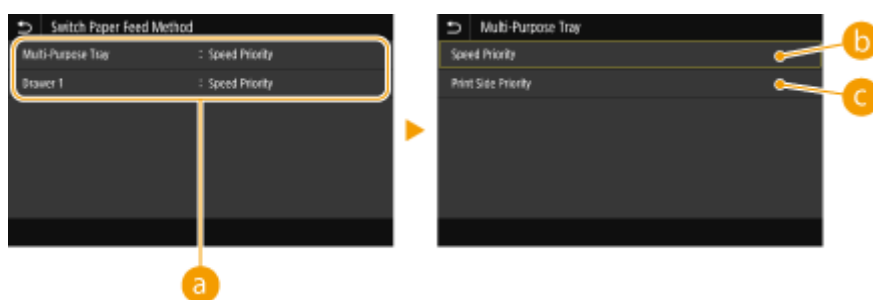 Switch Paper Feed Method
Multi-Purpose Tray : Speed Priority
Drawer 1 : Speed Priority
a
Multi-Purpose Tray
Speed Priority
b
Print Side Priority
c